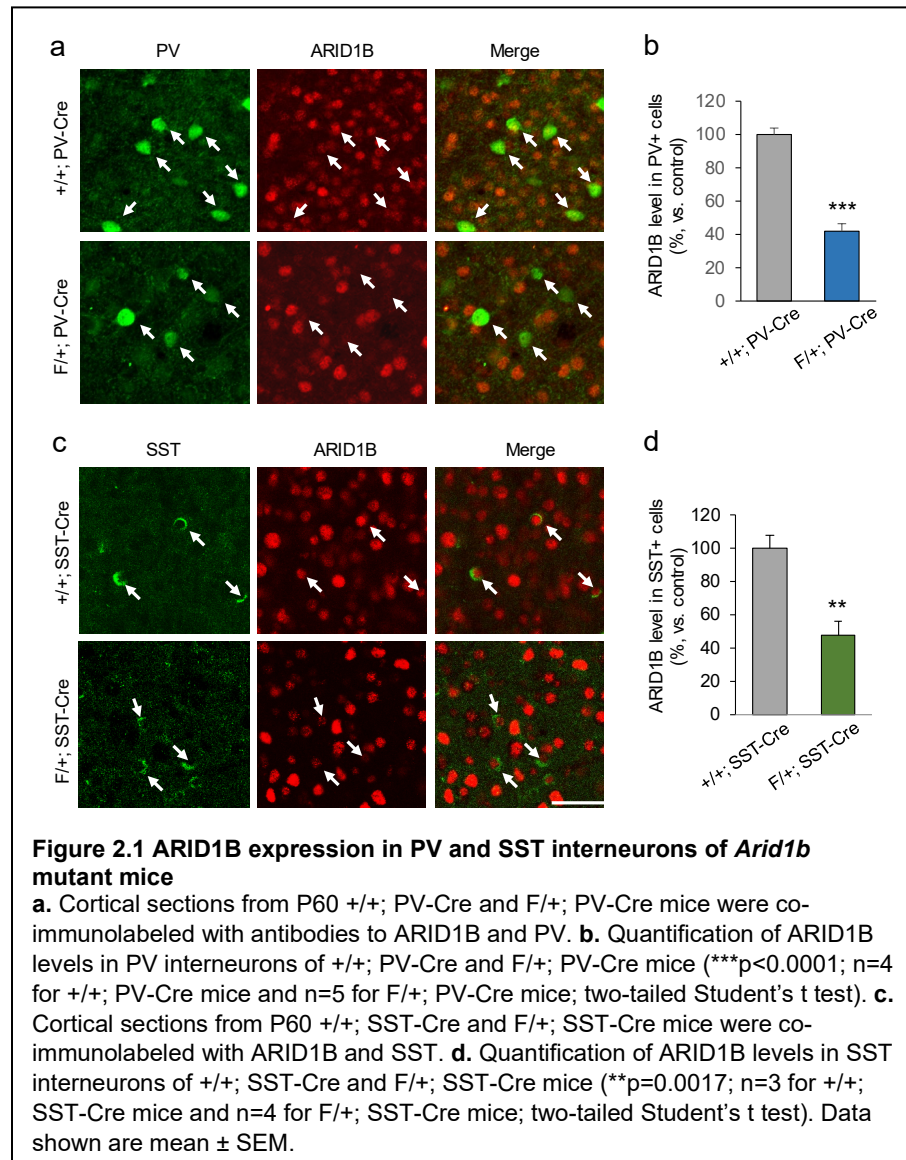 a
PV
ARID1B
Merge
+/+; PV-Cre
F/+; PV-Cre
b
ARID1B level in PV+ cells
(%, vs. control)
120
100
80
60
40
20
0
***
+/+; PV-Cre
F/+; PV-Cre
c
SST
ARID1B
Merge
+/+; SST-Cre
F/+; SST-Cre
d
ARID1B level in SST+ cells
(%, vs. control)
120
100
80
60
40
20
0
**
+/+; SST-Cre
F/+; SST-Cre
Figure 2.1 ARID1B expression in PV and SST interneurons of Arid1b
mutant mice
a. Cortical sections from P60 +/+; PV-Cre and F/+; PV-Cre mice were co-
immunolabeled with antibodies to ARID1B and PV. b. Quantification of ARID1B
levels in PV interneurons of +/+; PV-Cre and F/+; PV-Cre mice (***p<0.0001; n=4
for +/+; PV-Cre mice and n=5 for F/+; PV-Cre mice; two-tailed Student’s t test). c.
Cortical sections from P60 +/+; SST-Cre and F/+; SST-Cre mice were co-
immunolabeled with ARID1B and SST. d. Quantification of ARID1B levels in SST
interneurons of +/+; SST-Cre and F/+; SST-Cre mice (**p=0.0017; n=3 for +/+;
SST-Cre mice and n=4 for F/+; SST-Cre mice; two-tailed Student’s t test). Data
shown are mean ± SEM.